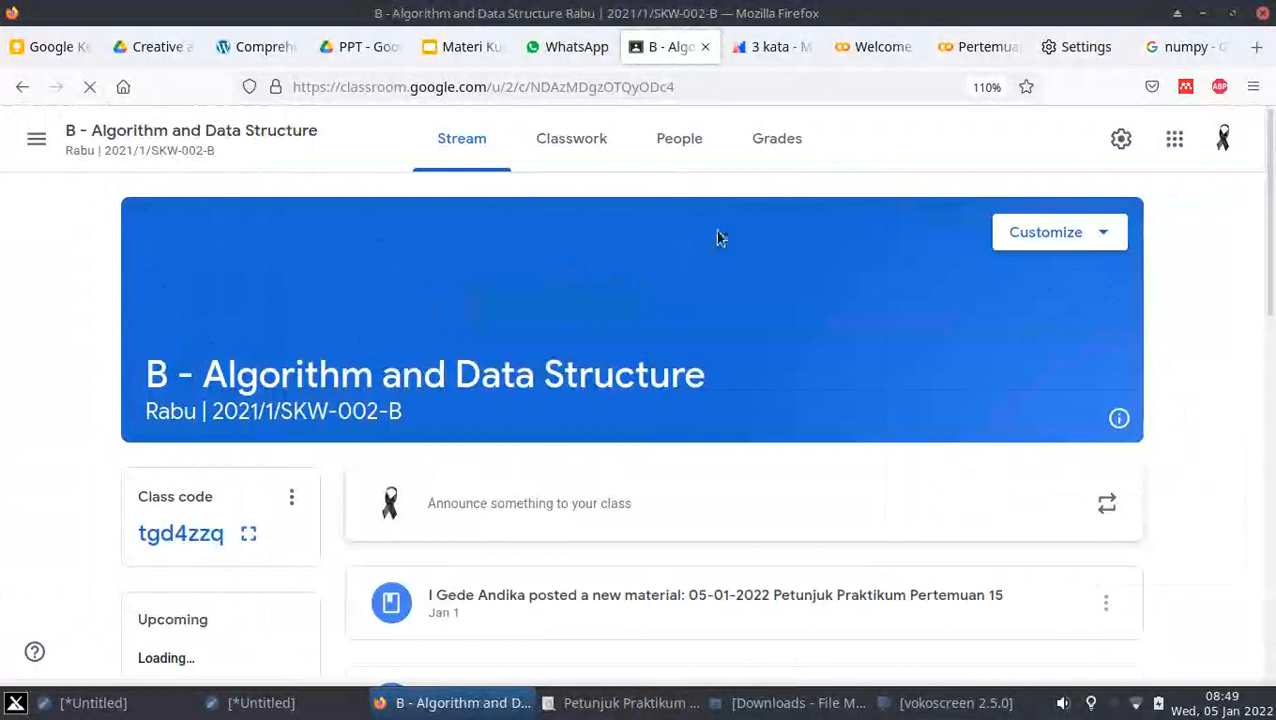 B - Algorithm and Data Structure Rabu | 2021/1/SKW-002-B — Mozilla Firefox
Google Ke
Creative a
Comprehe
PPT - Goo
Materi Ku
WhatsApp
B - Algo
3 kata - M
Welcome
Pertemua
Settings
numpy - G
https://classroom.google.com/u/2/c/NDAzMDgzOTQyODc4
110%
ABP
B - Algorithm and Data Structure
Rabu | 2021/1/SKW-002-B
Stream
Classwork
People
Grades
Customize
B - Algorithm and Data Structure
Rabu | 2021/1/SKW-002-B
Class code
tgd4zzq
Announce something to your class
I Gede Andika posted a new material: 05-01-2022 Petunjuk Praktikum Pertemuan 15
Jan 1
Upcoming
Loading...
[*Untitled]
[*Untitled]
B - Algorithm and D...
Petunjuk Praktikum ...
[Downloads - File M...
[vokoscreen 2.5.0]
08:49
Wed, 05 Jan 2022